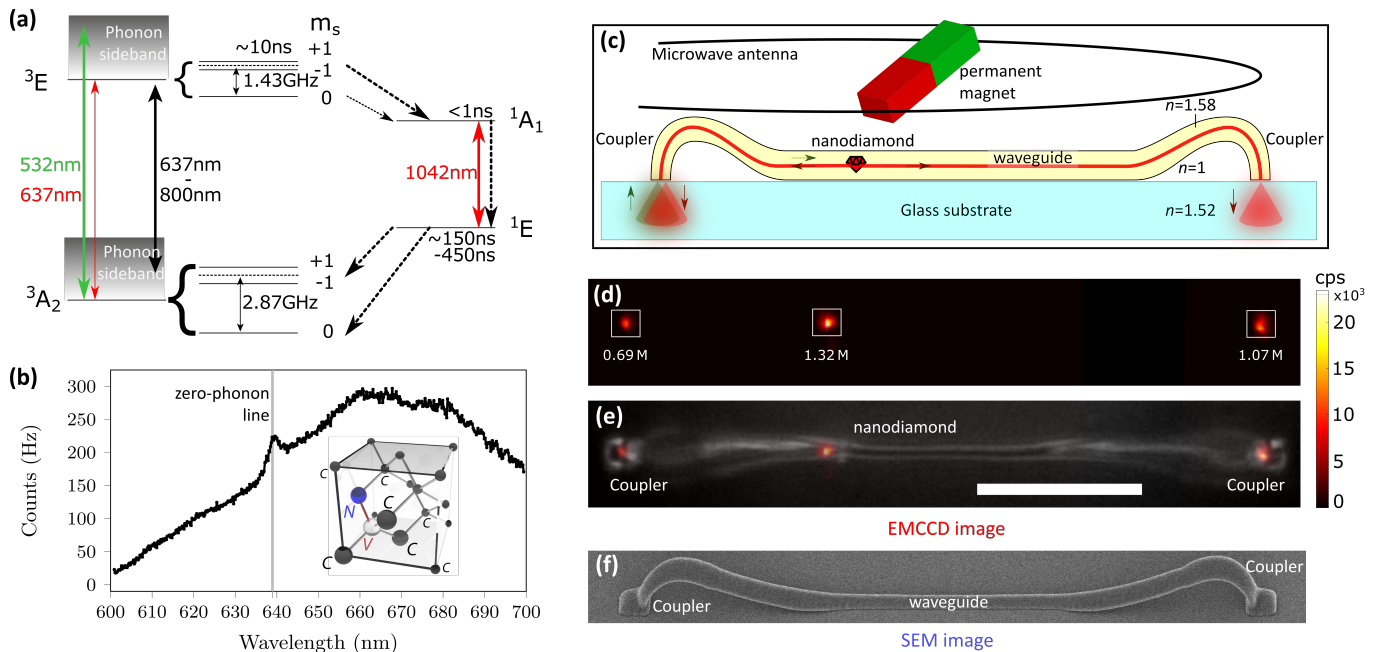 (a)
Phonon
sideband
³E
~10ns
mₛ
+1
-1
0
1.43GHz
<1ns
¹A₁
532nm
637nm
637nm
-
800nm
1042nm
¹E
~150ns
-450ns
Phonon
sideband
³A₂
+1
-1
0
2.87GHz
(b)
Counts (Hz)
300
250
200
150
100
50
0
zero-phonon
line
C
C
N
C
C
V
C
C
C
600 610 620 630 640 650 660 670 680 690 700
Wavelength (nm)
(c)
Microwave antenna
permanent
magnet
n=1.58
Coupler
nanodiamond
Coupler
waveguide
n=1
Glass substrate
n=1.52
(d)
0.69 M
1.32 M
1.07 M
cps
x10³
20
15
10
5
0
(e)
nanodiamond
Coupler
Coupler
EMCCD image
(f)
Coupler
Coupler
waveguide
SEM image